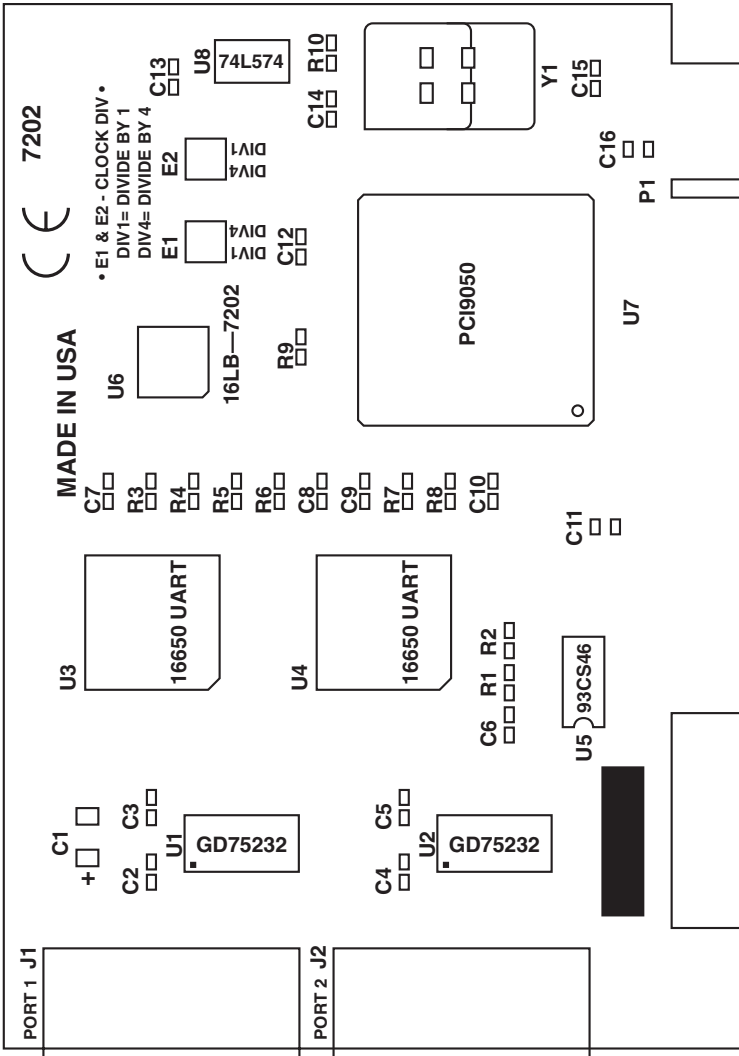 7202
CE
• E1 & E2 - CLOCK DIV •
DIV1= DIVIDE BY 1
DIV4= DIVIDE BY 4
C13
U8
74L574
R10
C14
Y1
C15
C16
P1
E2
DIV1
DIV4
E1
DIV4
DIV1
C12
MADE IN USA
U6
16LB—7202
R9
PCI9050
U7
C7
R3
R4
R5
R6
C8
C9
R7
R8
C10
C11
U3
16650 UART
U4
16650 UART
C6
R1
R2
U5
93CS46
C1
+
C2
C3
U1
GD75232
C4
C5
U2
GD75232
PORT 1
J1
PORT 2
J2